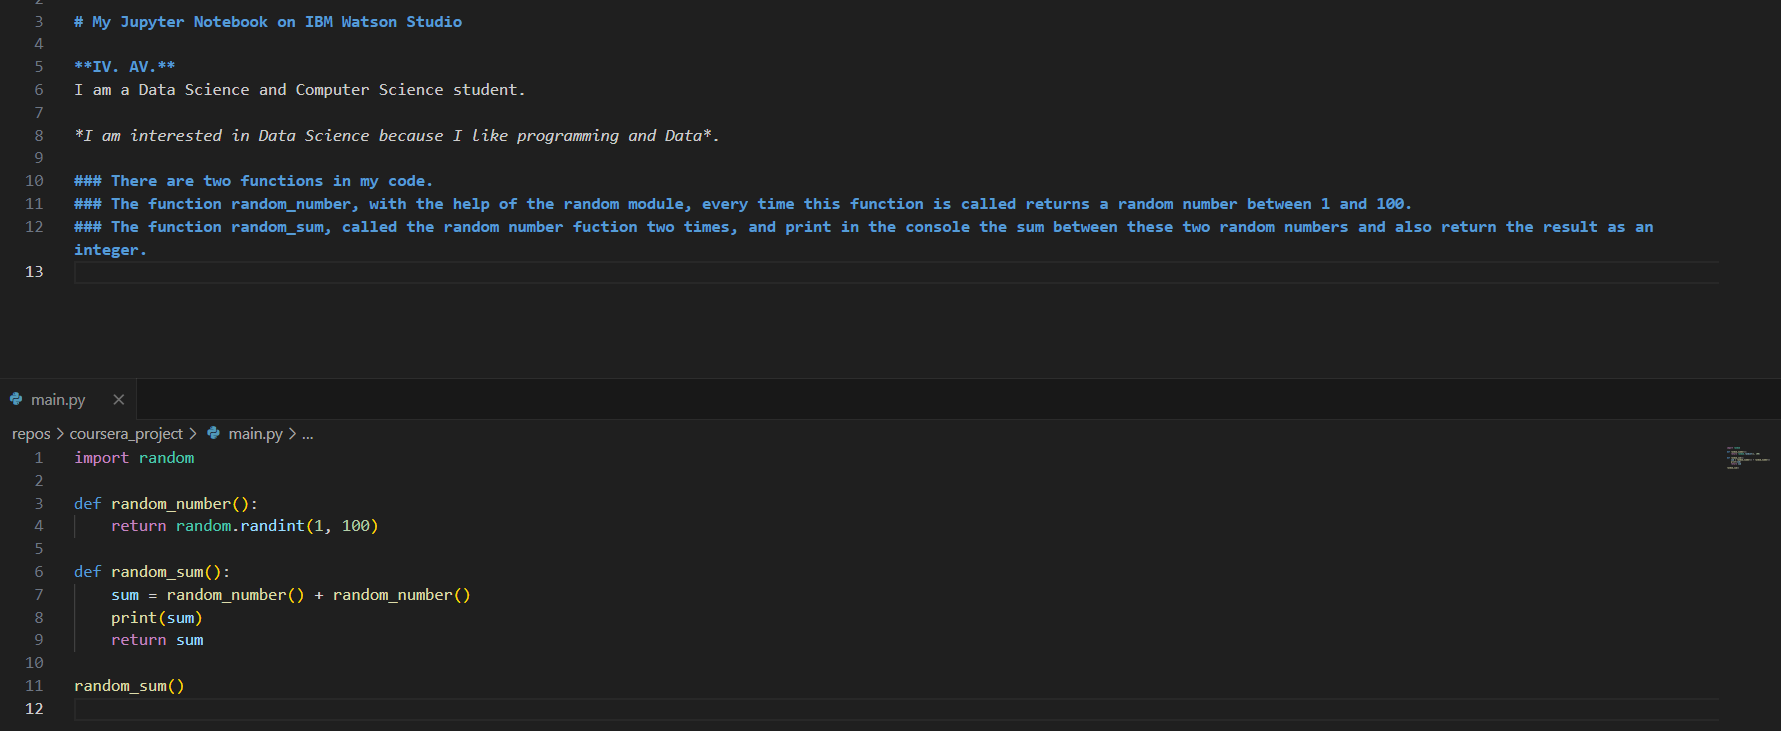 2
3 # My Jupyter Notebook on IBM Watson Studio
4
5 **IV. AV.**
6 I am a Data Science and Computer Science student.
7
8 *I am interested in Data Science because I like programming and Data*.
9
10 ### There are two functions in my code.
11 ### The function random_number, with the help of the random module, every time this function is called returns a random number between 1 and 100.
12 ### The function random_sum, called the random number fuction two times, and print in the console the sum between these two random numbers and also return the result as an
integer.
13
main.py
repos > coursera_project > main.py > ...
1 import random
2
3 def random_number():
4     return random.randint(1, 100)
5
6 def random_sum():
7     sum = random_number() + random_number()
8     print(sum)
9     return sum
10
11 random_sum()
12